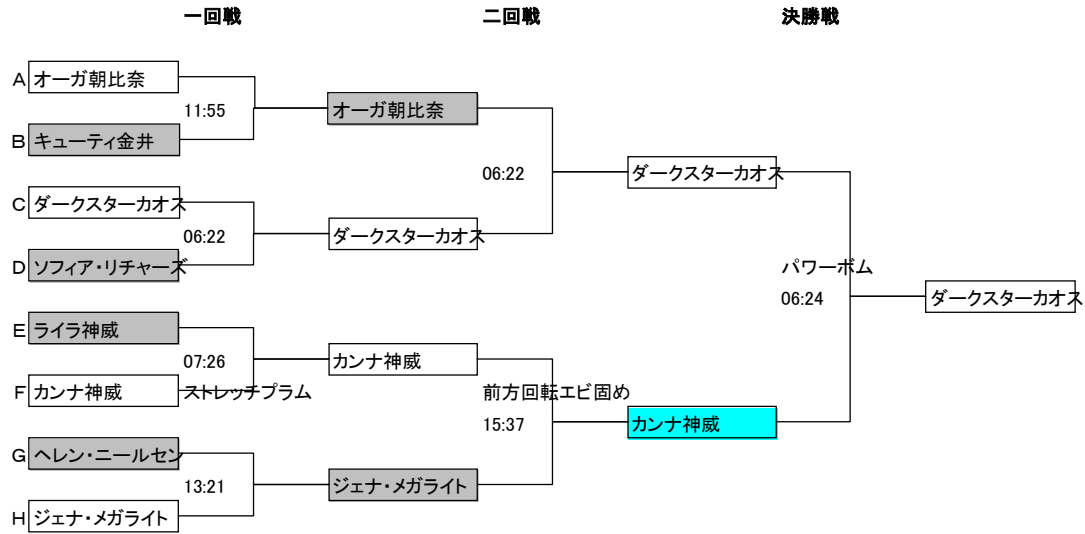 一回戦
二回戦
決勝戦
A オーガ朝比奈
11:55
オーガ朝比奈
B キューティ金井
06:22
ダークスターカオス
C ダークスターカオス
06:22
ダークスターカオス
D ソフィア・リチャーズ
パワーボム
06:24
ダークスターカオス
E ライラ神威
07:26
カンナ神威
F カンナ神威
ストレッチプラム
前方回転エビ固め
15:37
カンナ神威
G ヘレン・ニールセン
13:21
ジェナ・メガライト
H ジェナ・メガライト